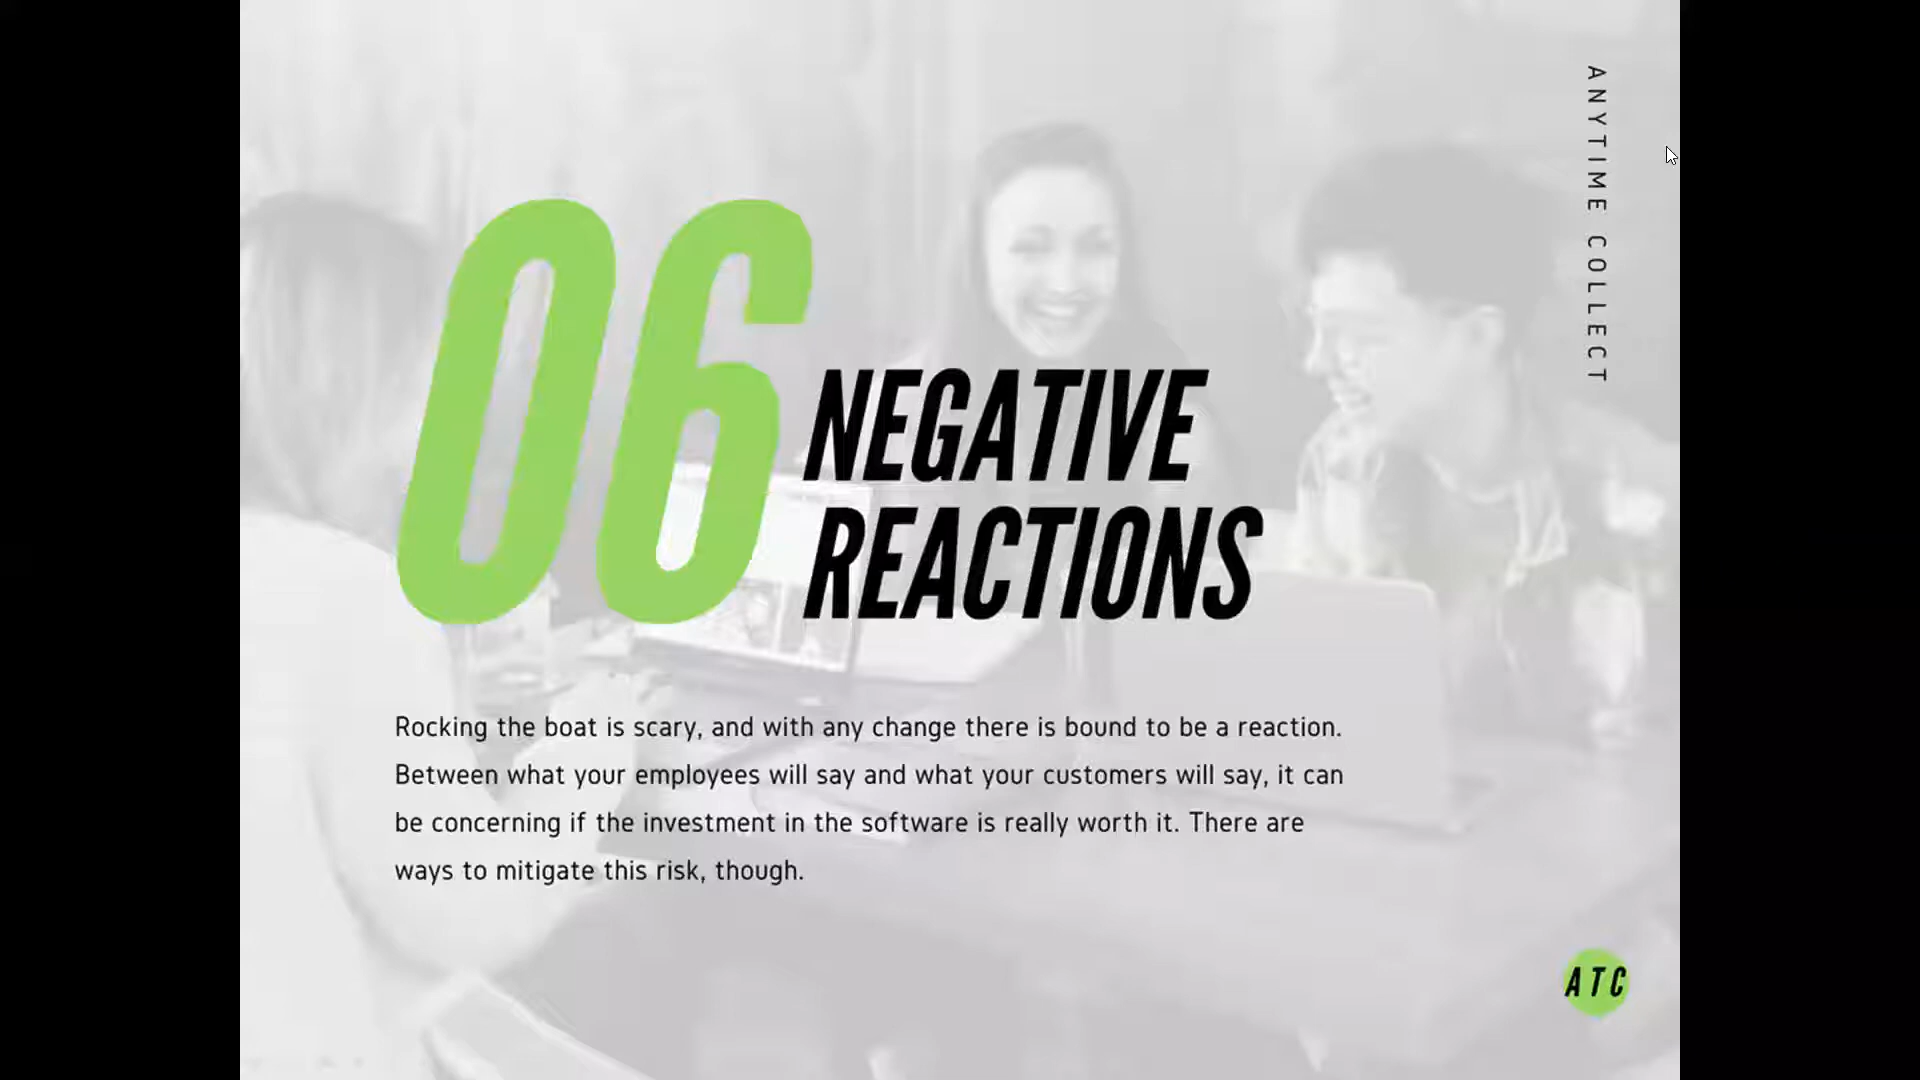 ANYTIME COLLECT
06
NEGATIVE
REACTIONS
Rocking the boat is scary, and with any change there is bound to be a reaction.
Between what your employees will say and what your customers will say, it can
be concerning if the investment in the software is really worth it. There are
ways to mitigate this risk, though.
ATC